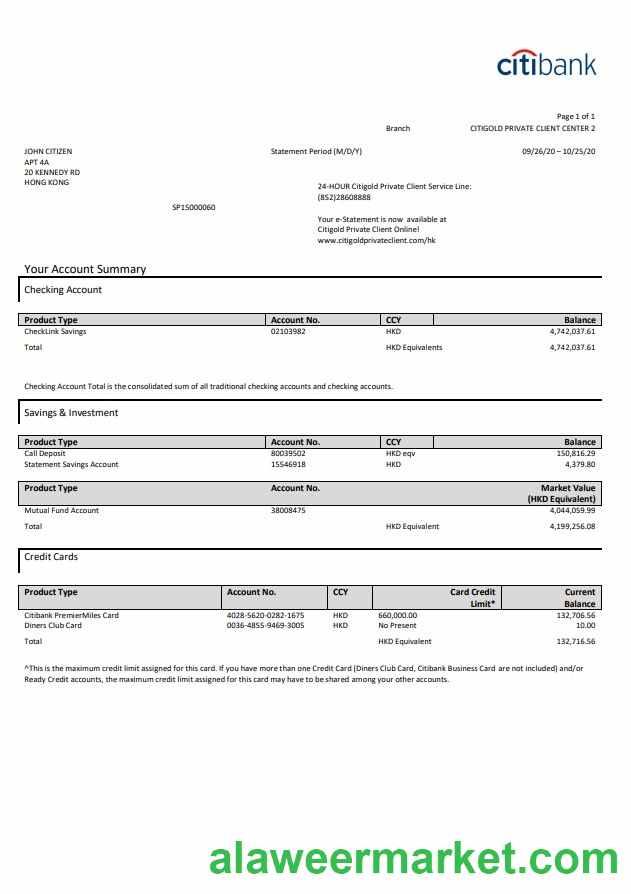 citibank
Page 1 of 1
Branch CITIGOLD PRIVATE CLIENT CENTER 2
JOHN CITIZEN Statement Period (M/D/Y) 09/26/20 – 10/25/20
APT 4A
20 KENNEDY RD
HONG KONG
24-HOUR Citigold Private Client Service Line:
(852)28608888
SP15000060
Your e-Statement is now available at
Citigold Private Client Online!
www.citigoldprivateclient.com/hk
Your Account Summary
Checking Account
Product Type Account No. CCY Balance
CheckLink Savings 02103982 HKD 4,742,037.61
Total HKD Equivalents 4,742,037.61
Checking Account Total is the consolidated sum of all traditional checking accounts and checking accounts.
Savings & Investment
Product Type Account No. CCY Balance
Call Deposit 80039502 HKD eqv 150,816.29
Statement Savings Account 15546918 HKD 4,379.80
Product Type Account No. Market Value
(HKD Equivalent)
Mutual Fund Account 38008475 4,044,059.99
Total HKD Equivalent 4,199,256.08
Credit Cards
Product Type Account No. CCY Card Credit Current
Limit* Balance
Citibank PremierMiles Card 4028-5620-0282-1675 HKD 660,000.00 132,706.56
Diners Club Card 0036-4855-9469-3005 HKD No Present 10.00
Total HKD Equivalent 132,716.56
^This is the maximum credit limit assigned for this card. If you have more than one Credit Card (Diners Club Card, Citibank Business Card are not included) and/or
Ready Credit accounts, the maximum credit limit assigned for this card may have to be shared among your other accounts.
alaweermarket.com